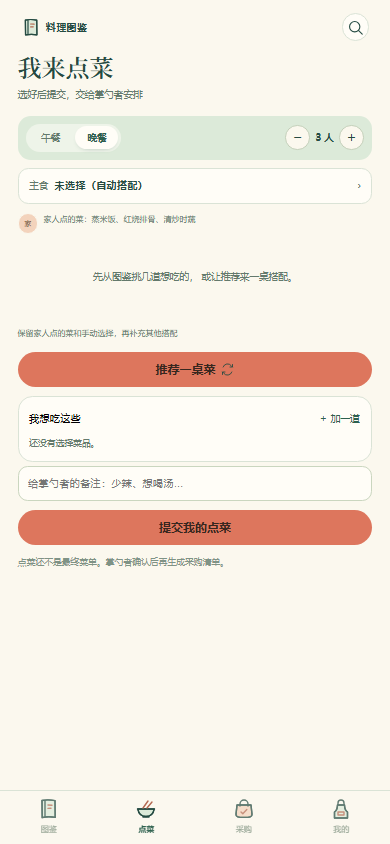 料理图鉴
我来点菜
选好后提交，交给掌勺者安排
午餐 晚餐 − 3 人 +
主食 未选择（自动搭配） ›
家 家人点的菜：蒸米饭、红烧排骨、清炒时蔬
先从图鉴挑几道想吃的， 或让推荐来一桌搭配。
保留家人点的菜和手动选择，再补充其他搭配
推荐一桌菜
我想吃这些 + 加一道
还没有选择菜品。
给掌勺者的备注：少辣、想喝汤…
提交我的点菜
点菜还不是最终菜单。掌勺者确认后再生成采购清单。
图鉴 点菜 采购 我的